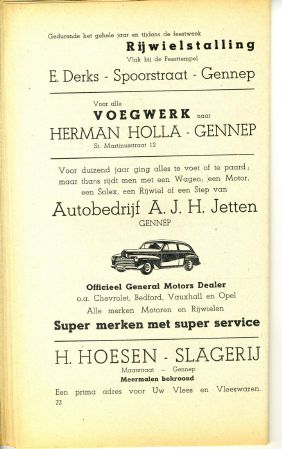 Gedurende het gehele jaar en tijdens de feestweek
Rijwielstalling
Vlak bij de Feesttempel
E. Derks - Spoorstraat - Gennep
Voor alle
VOEGWERK naar
HERMAN HOLLA - GENNEP
St. Martinusstraat 12
Voor duizend jaar ging alles te voet of te paard;
maar thans rijdt men met een Wagen; een Motor,
een Solex, een Rijwiel of een Step van
Autobedrijf A. J. H. Jetten
GENNEP
Officieel General Motors Dealer
o.a. Chevrolet, Bedford, Vauxhall en Opel
Alle merken Motoren en Rijwielen
Super merken met super service
H. HOESEN - SLAGERIJ
Maasstraat - Gennep
Meermalen bekroond
Een prima adres voor Uw Vlees en Vleeswaren.
22